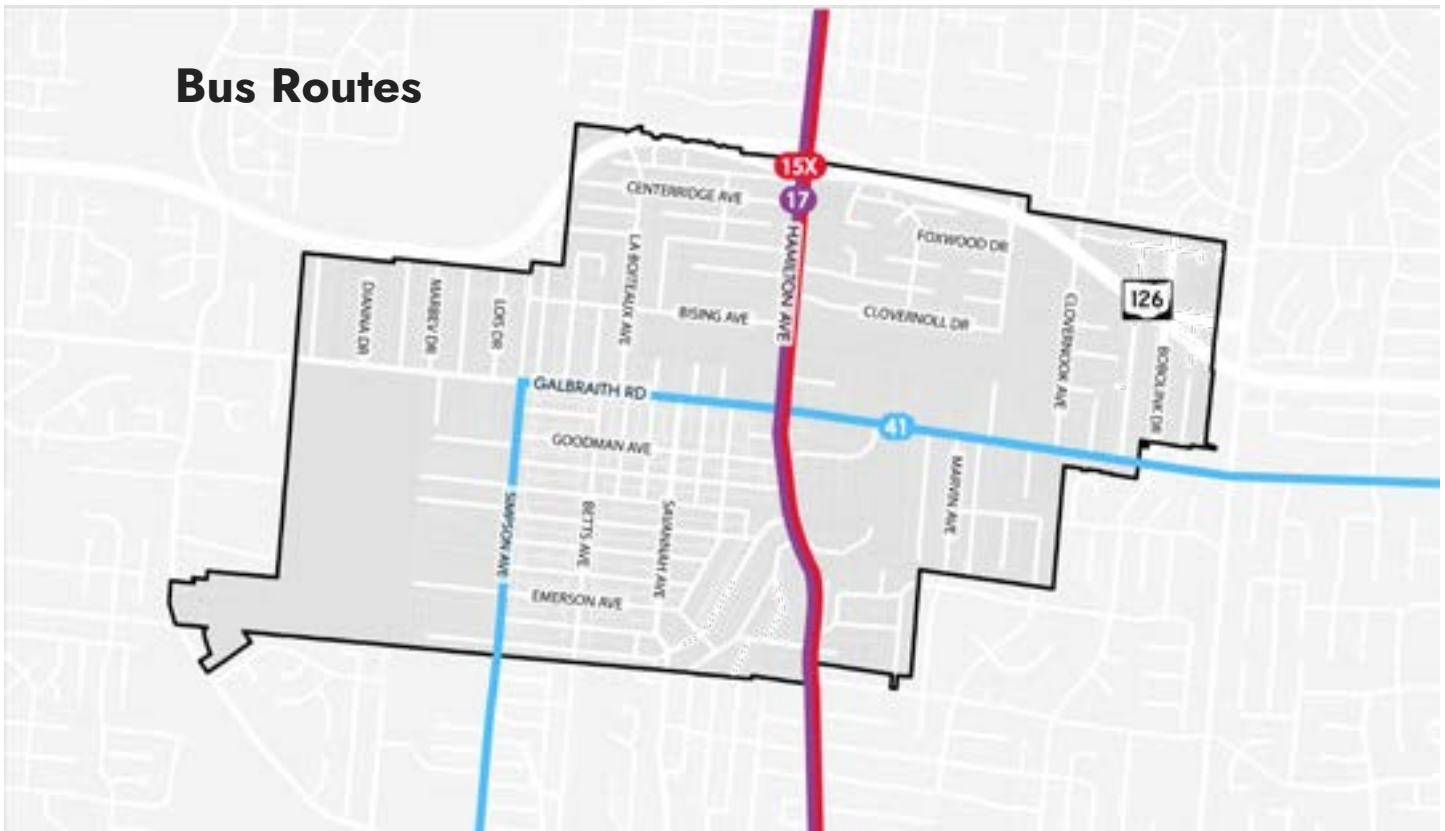 Bus Routes
15X
17
CENTERRIDGE AVE
FOXWOOD DR
HAMILTON AVE
LA BOITEAUX AVE
DIANNA DR
MARBEV DR
LOIS DR
BISING AVE
CLOVERNOLL DR
CLOVERNOOK AVE
126
BOBOLINK DR
GALBRAITH RD
41
GOODMAN AVE
SIMPSON AVE
BETTS AVE
SAVANNAH AVE
MARVIN AVE
EMERSON AVE